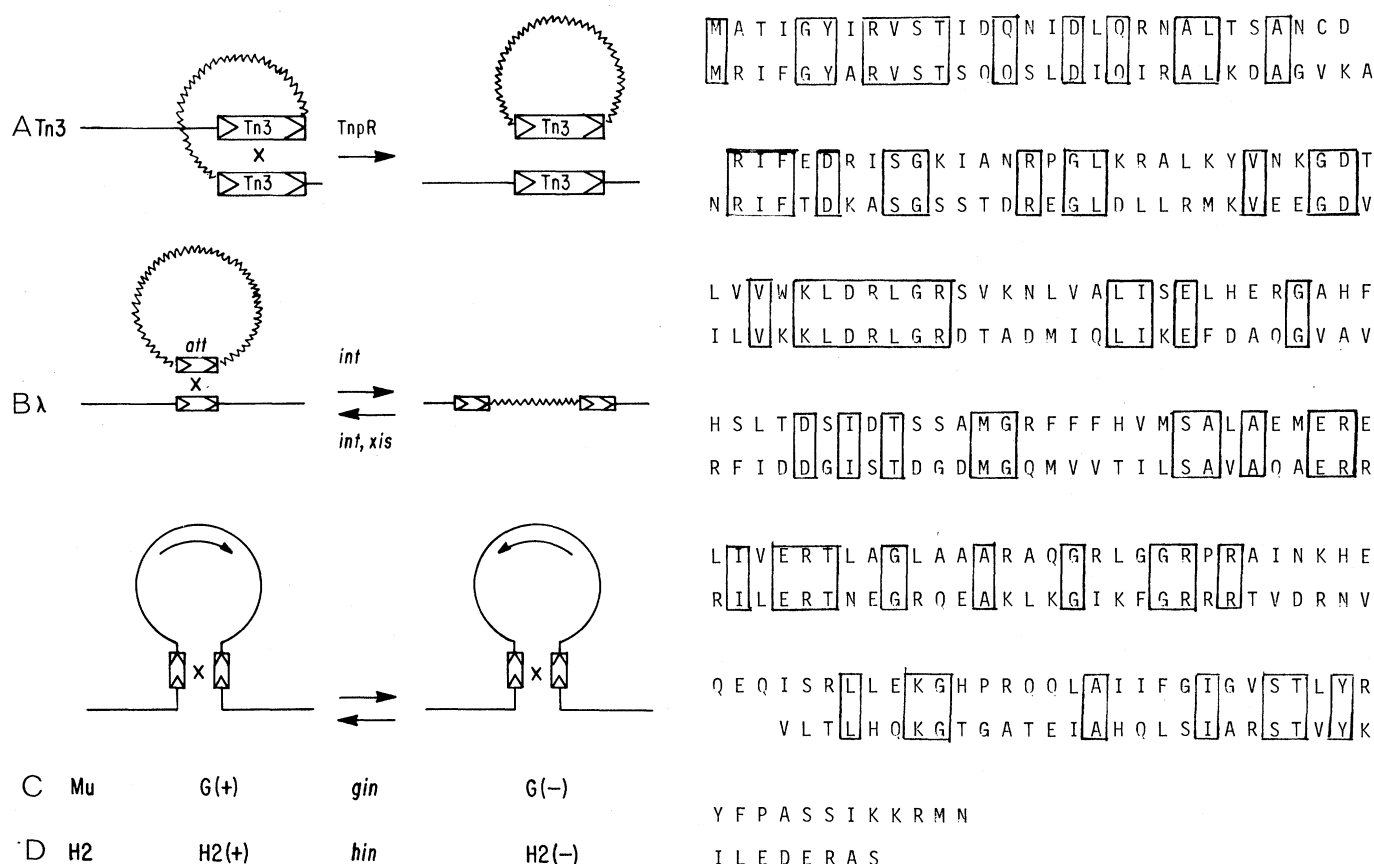 A Tn3
Tn3
X
Tn3
TnpR
Tn3
Tn3
B λ
att
X
int
int, xis
X
X
C Mu G(+) gin G(−)
D H2 H2(+) hin H2(−)
M A T I G Y I R V S T I D Q N I D L Q R N A L T S A N C D
M R I F G Y A R V S T S Q Q S L D I Q I R A L K D A G V K A
R I F E D R I S G K I A N R P G L K R A L K Y V N K G D T
N R I F T D K A S G S S T D R E G L D L L R M K V E E G D V
L V V W K L D R L G R S V K N L V A L I S E L H E R G A H F
I L V K K L D R L G R D T A D M I Q L I K E F D A Q G V A V
H S L T D S I D T S S A M G R F F F H V M S A L A E M E R E
R F I D D G I S T D G D M G Q M V V T I L S A V A Q A E R R
L I V E R T L A G L A A A R A Q G R L G G R P R A I N K H E
R I L E R T N E G R Q E A K L K G I K F G R R R T V D R N V
Q E Q I S R L L E K G H P R Q Q L A I I F G I G V S T L Y R
V L T L H Q K G T G A T E I A H Q L S I A R S T V Y K
Y F P A S S I K K R M N
I L E D E R A S